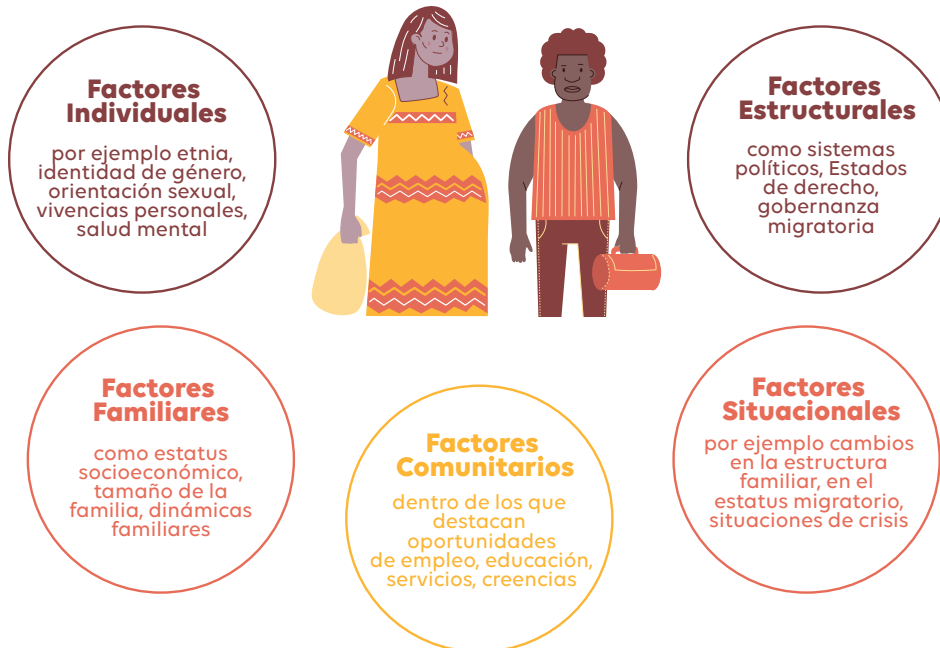 Factores
Individuales
por ejemplo etnia,
identidad de género,
orientación sexual,
vivencias personales,
salud mental
Factores
Estructurales
como sistemas
políticos, Estados
de derecho,
gobernanza
migratoria
Factores
Familiares
como estatus
socioeconómico,
tamaño de la
familia, dinámicas
familiares
Factores
Comunitarios
dentro de los que
destacan
oportunidades
de empleo, educación,
servicios, creencias
Factores
Situacionales
por ejemplo cambios
en la estructura
familiar, en el
estatus migratorio,
situaciones de crisis